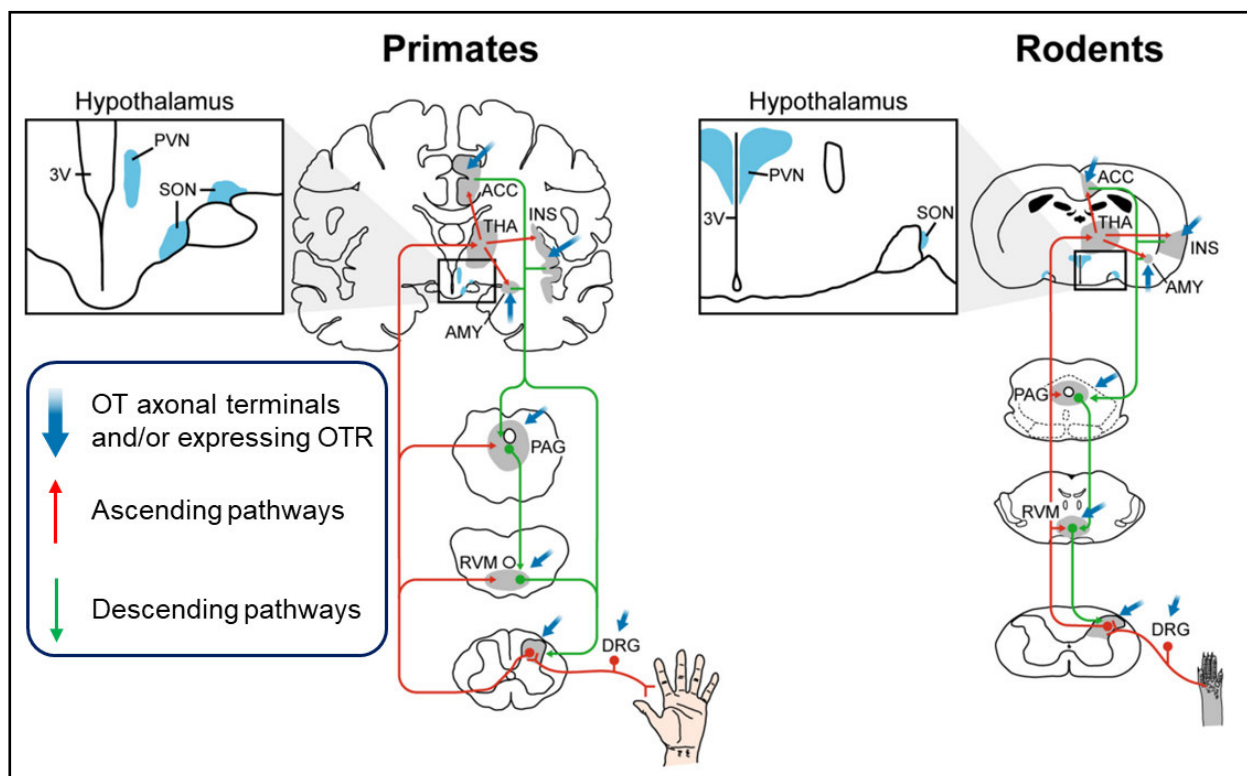 Primates
Hypothalamus
PVN
3V
SON
ACC
THA
INS
AMY
PAG
RVM
DRG
OT axonal terminals
and/or expressing OTR
Ascending pathways
Descending pathways
Rodents
Hypothalamus
PVN
3V
SON
ACC
THA
INS
AMY
PAG
RVM
DRG